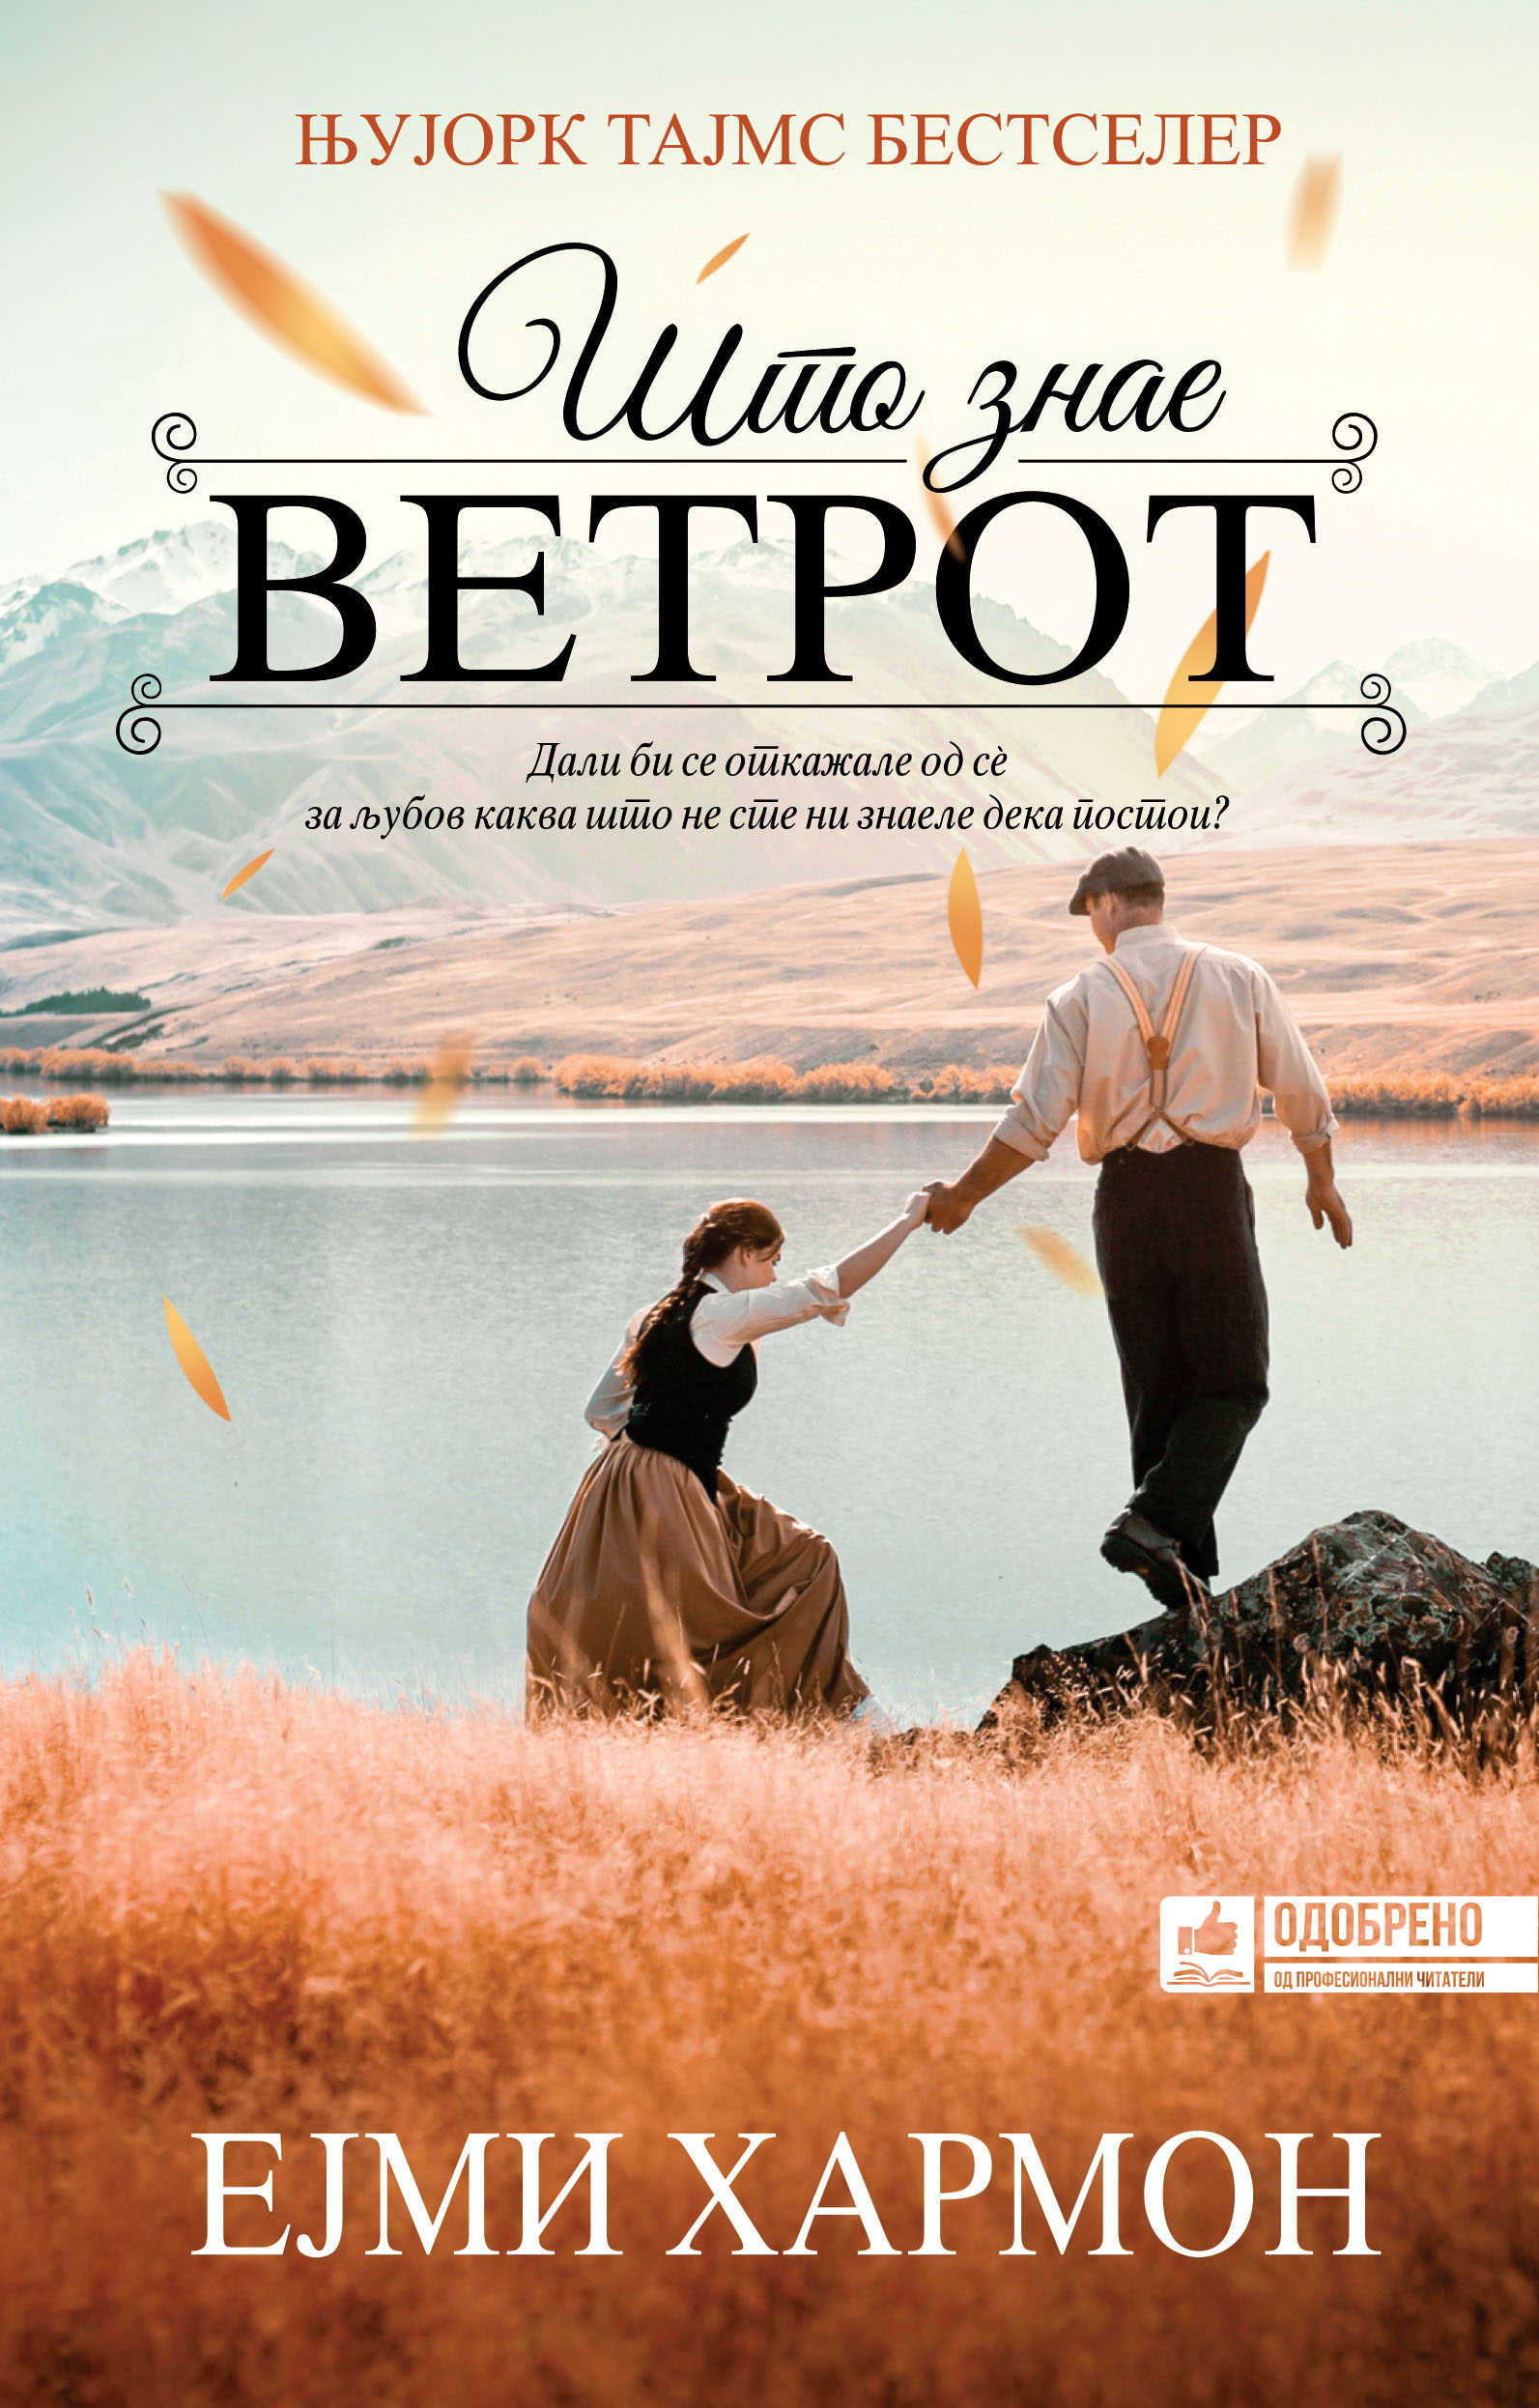 ЊУЈОРК ТАЈМС БЕСТСЕЛЕР
Што знае
ВЕТРОТ
Дали би се откажале од сѐ
за љубов каква што не сте ни знаеле дека постои?
ОДОБРЕНО
ОД ПРОФЕСИОНАЛНИ ЧИТАТЕЛИ
ЕЈМИ ХАРМОН